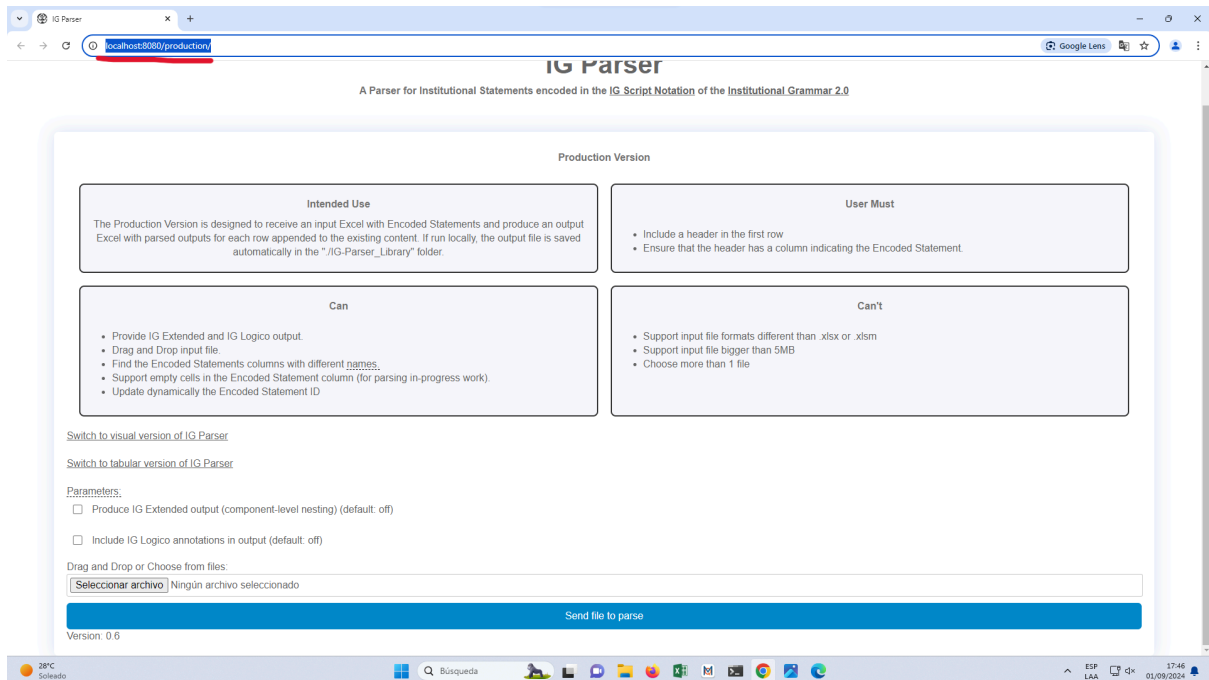 IG Parser
localhost:8080/production/
Google Lens
IG Parser
A Parser for Institutional Statements encoded in the IG Script Notation of the Institutional Grammar 2.0
Production Version
Intended Use
The Production Version is designed to receive an input Excel with Encoded Statements and produce an output
Excel with parsed outputs for each row appended to the existing content. If run locally, the output file is saved
automatically in the "./IG-Parser_Library" folder.
User Must
• Include a header in the first row
• Ensure that the header has a column indicating the Encoded Statement.
Can
• Provide IG Extended and IG Logico output.
• Drag and Drop input file.
• Find the Encoded Statements columns with different names.
• Support empty cells in the Encoded Statement column (for parsing in-progress work).
• Update dynamically the Encoded Statement ID
Can't
• Support input file formats different than .xlsx or .xlsm
• Support input file bigger than 5MB
• Choose more than 1 file
Switch to visual version of IG Parser
Switch to tabular version of IG Parser
Parameters:
Produce IG Extended output (component-level nesting) (default: off)
Include IG Logico annotations in output (default: off)
Drag and Drop or Choose from files:
Seleccionar archivo Ningún archivo seleccionado
Send file to parse
Version: 0.6
28°C
Soleado
Búsqueda
ESP
LAA
17:46
01/09/2024